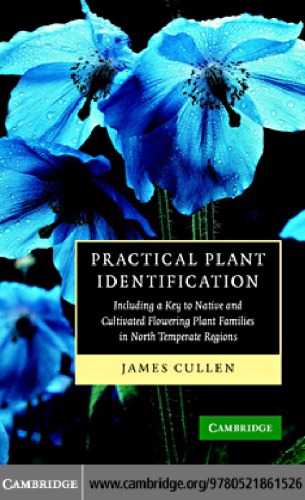 PRACTICAL PLANT
IDENTIFICATION
Including a Key to Native and
Cultivated Flowering Plant Families
in North Temperate Regions
JAMES CULLEN
CAMBRIDGE
CAMBRIDGE www.cambridge.org/9780521861526